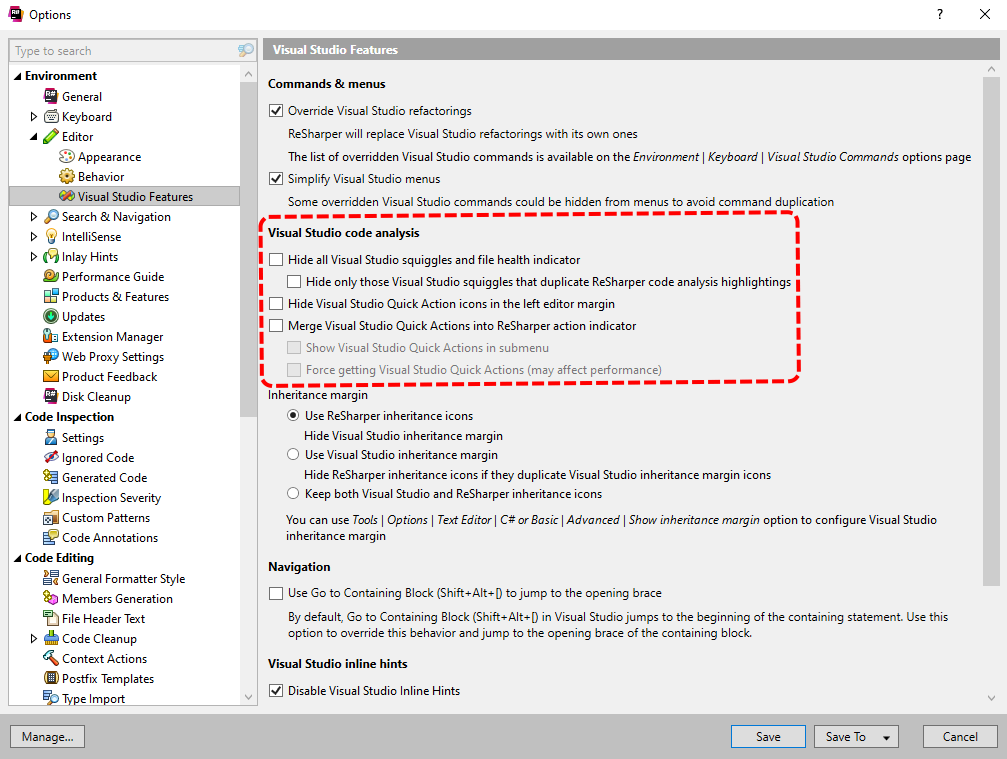 Options
?
Type to search
Environment
General
Keyboard
Editor
Appearance
Behavior
Visual Studio Features
Search & Navigation
IntelliSense
Inlay Hints
Performance Guide
Products & Features
Updates
Extension Manager
Web Proxy Settings
Product Feedback
Disk Cleanup
Code Inspection
Settings
Ignored Code
Generated Code
Inspection Severity
Custom Patterns
Code Annotations
Code Editing
General Formatter Style
Members Generation
File Header Text
Code Cleanup
Context Actions
Postfix Templates
Type Import
Visual Studio Features
Commands & menus
Override Visual Studio refactorings
ReSharper will replace Visual Studio refactorings with its own ones
The list of overridden Visual Studio commands is available on the Environment | Keyboard | Visual Studio Commands options page
Simplify Visual Studio menus
Some overridden Visual Studio commands could be hidden from menus to avoid command duplication
Visual Studio code analysis
Hide all Visual Studio squiggles and file health indicator
Hide only those Visual Studio squiggles that duplicate ReSharper code analysis highlightings
Hide Visual Studio Quick Action icons in the left editor margin
Merge Visual Studio Quick Actions into ReSharper action indicator
Show Visual Studio Quick Actions in submenu
Force getting Visual Studio Quick Actions (may affect performance)
Inheritance margin
Use ReSharper inheritance icons
Hide Visual Studio inheritance margin
Use Visual Studio inheritance margin
Hide ReSharper inheritance icons if they duplicate Visual Studio inheritance margin icons
Keep both Visual Studio and ReSharper inheritance icons
You can use Tools | Options | Text Editor | C# or Basic | Advanced | Show inheritance margin option to configure Visual Studio
inheritance margin
Navigation
Use Go to Containing Block (Shift+Alt+[) to jump to the opening brace
By default, Go to Containing Block (Shift+Alt+[) in Visual Studio jumps to the beginning of the containing statement. Use this
option to override this behavior and jump to the opening brace of the containing block.
Visual Studio inline hints
Disable Visual Studio Inline Hints
Manage...
Save
Save To
Cancel